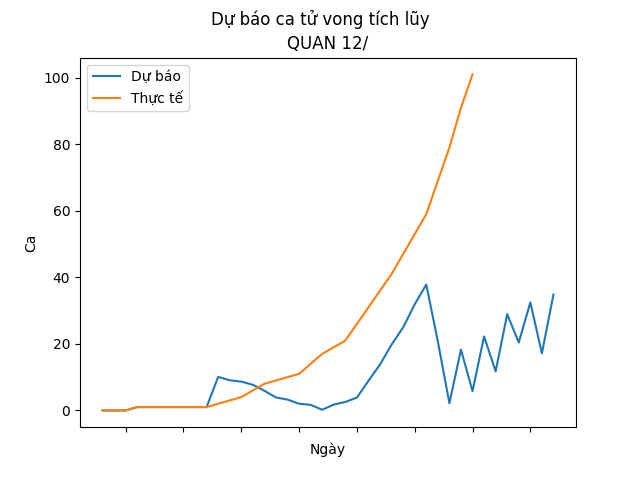 Dự báo ca tử vong tích lũy
QUAN 12/
Dự báo
Thực tế
100
80
60
40
20
0
Ca
Ngày